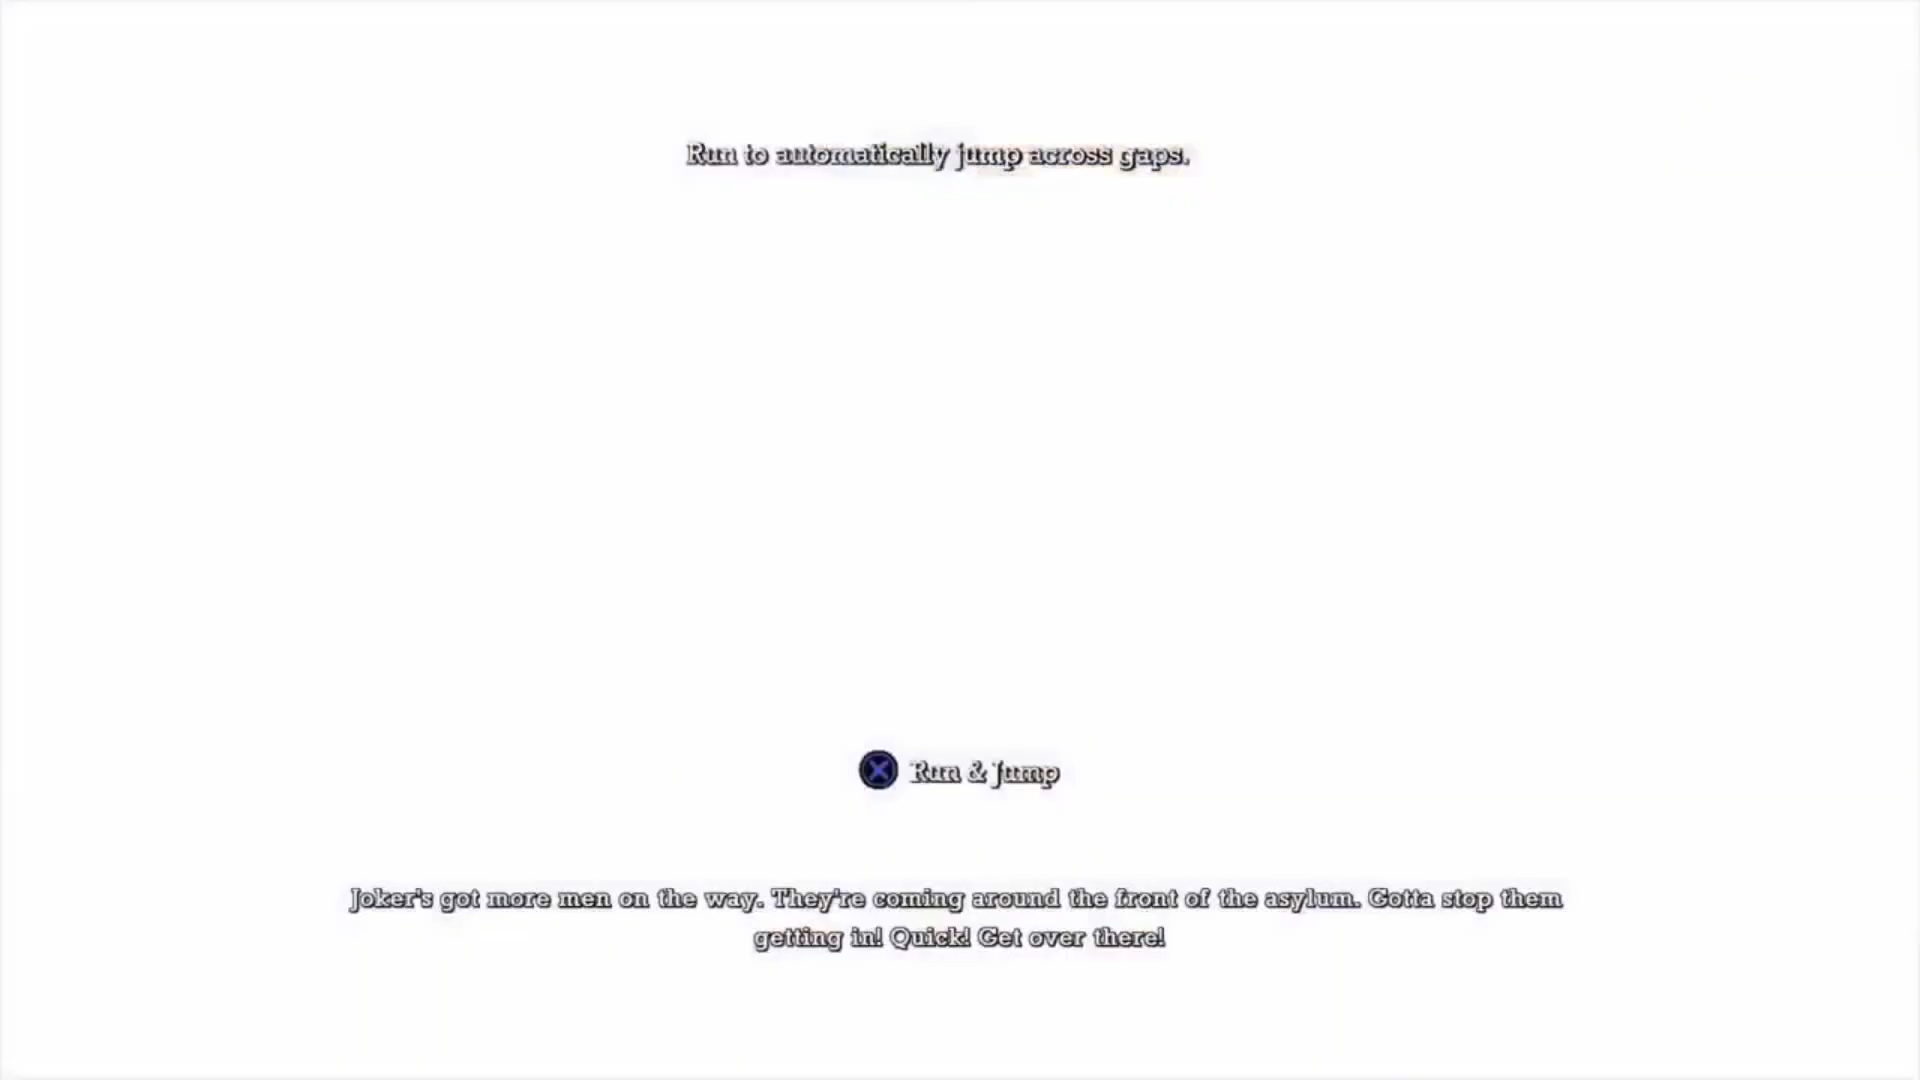 Run to automatically jump across gaps.
Run & Jump
Joker's got more men on the way. They're coming around the front of the asylum. Gotta stop them
getting in! Quick! Get over there!